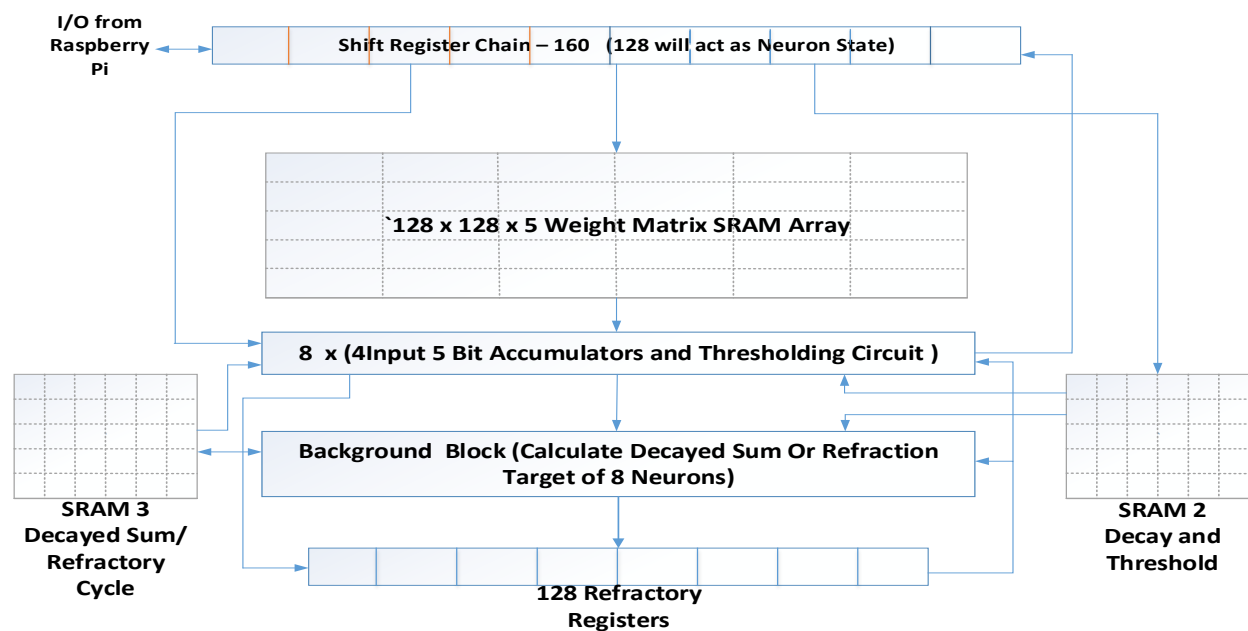 I/O from
Raspberry
Pi
Shift Register Chain – 160 (128 will act as Neuron State)
`128 x 128 x 5 Weight Matrix SRAM Array
8 x (4Input 5 Bit Accumulators and Thresholding Circuit )
Background Block (Calculate Decayed Sum Or Refraction
Target of 8 Neurons)
SRAM 3
Decayed Sum/
Refractory
Cycle
SRAM 2
Decay and
Threshold
128 Refractory
Registers